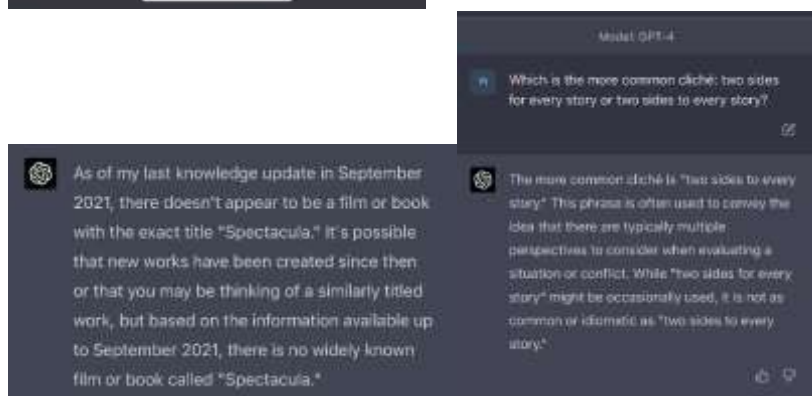 As of my last knowledge update in September
2021, there doesn't appear to be a film or book
with the exact title "Spectacula." It's possible
that new works have been created since then
or that you may be thinking of a similarly titled
work, but based on the information available up
to September 2021, there is no widely known
film or book called "Spectacula."
Model: GPT-4
Which is the more common cliché: two sides
for every story or two sides to every story?
The more common cliché is "two sides to every
story." This phrase is often used to convey the
idea that there are typically multiple
perspectives to consider when evaluating a
situation or conflict. While "two sides for every
story" might be occasionally used, it is not as
common or idiomatic as "two sides to every
story."